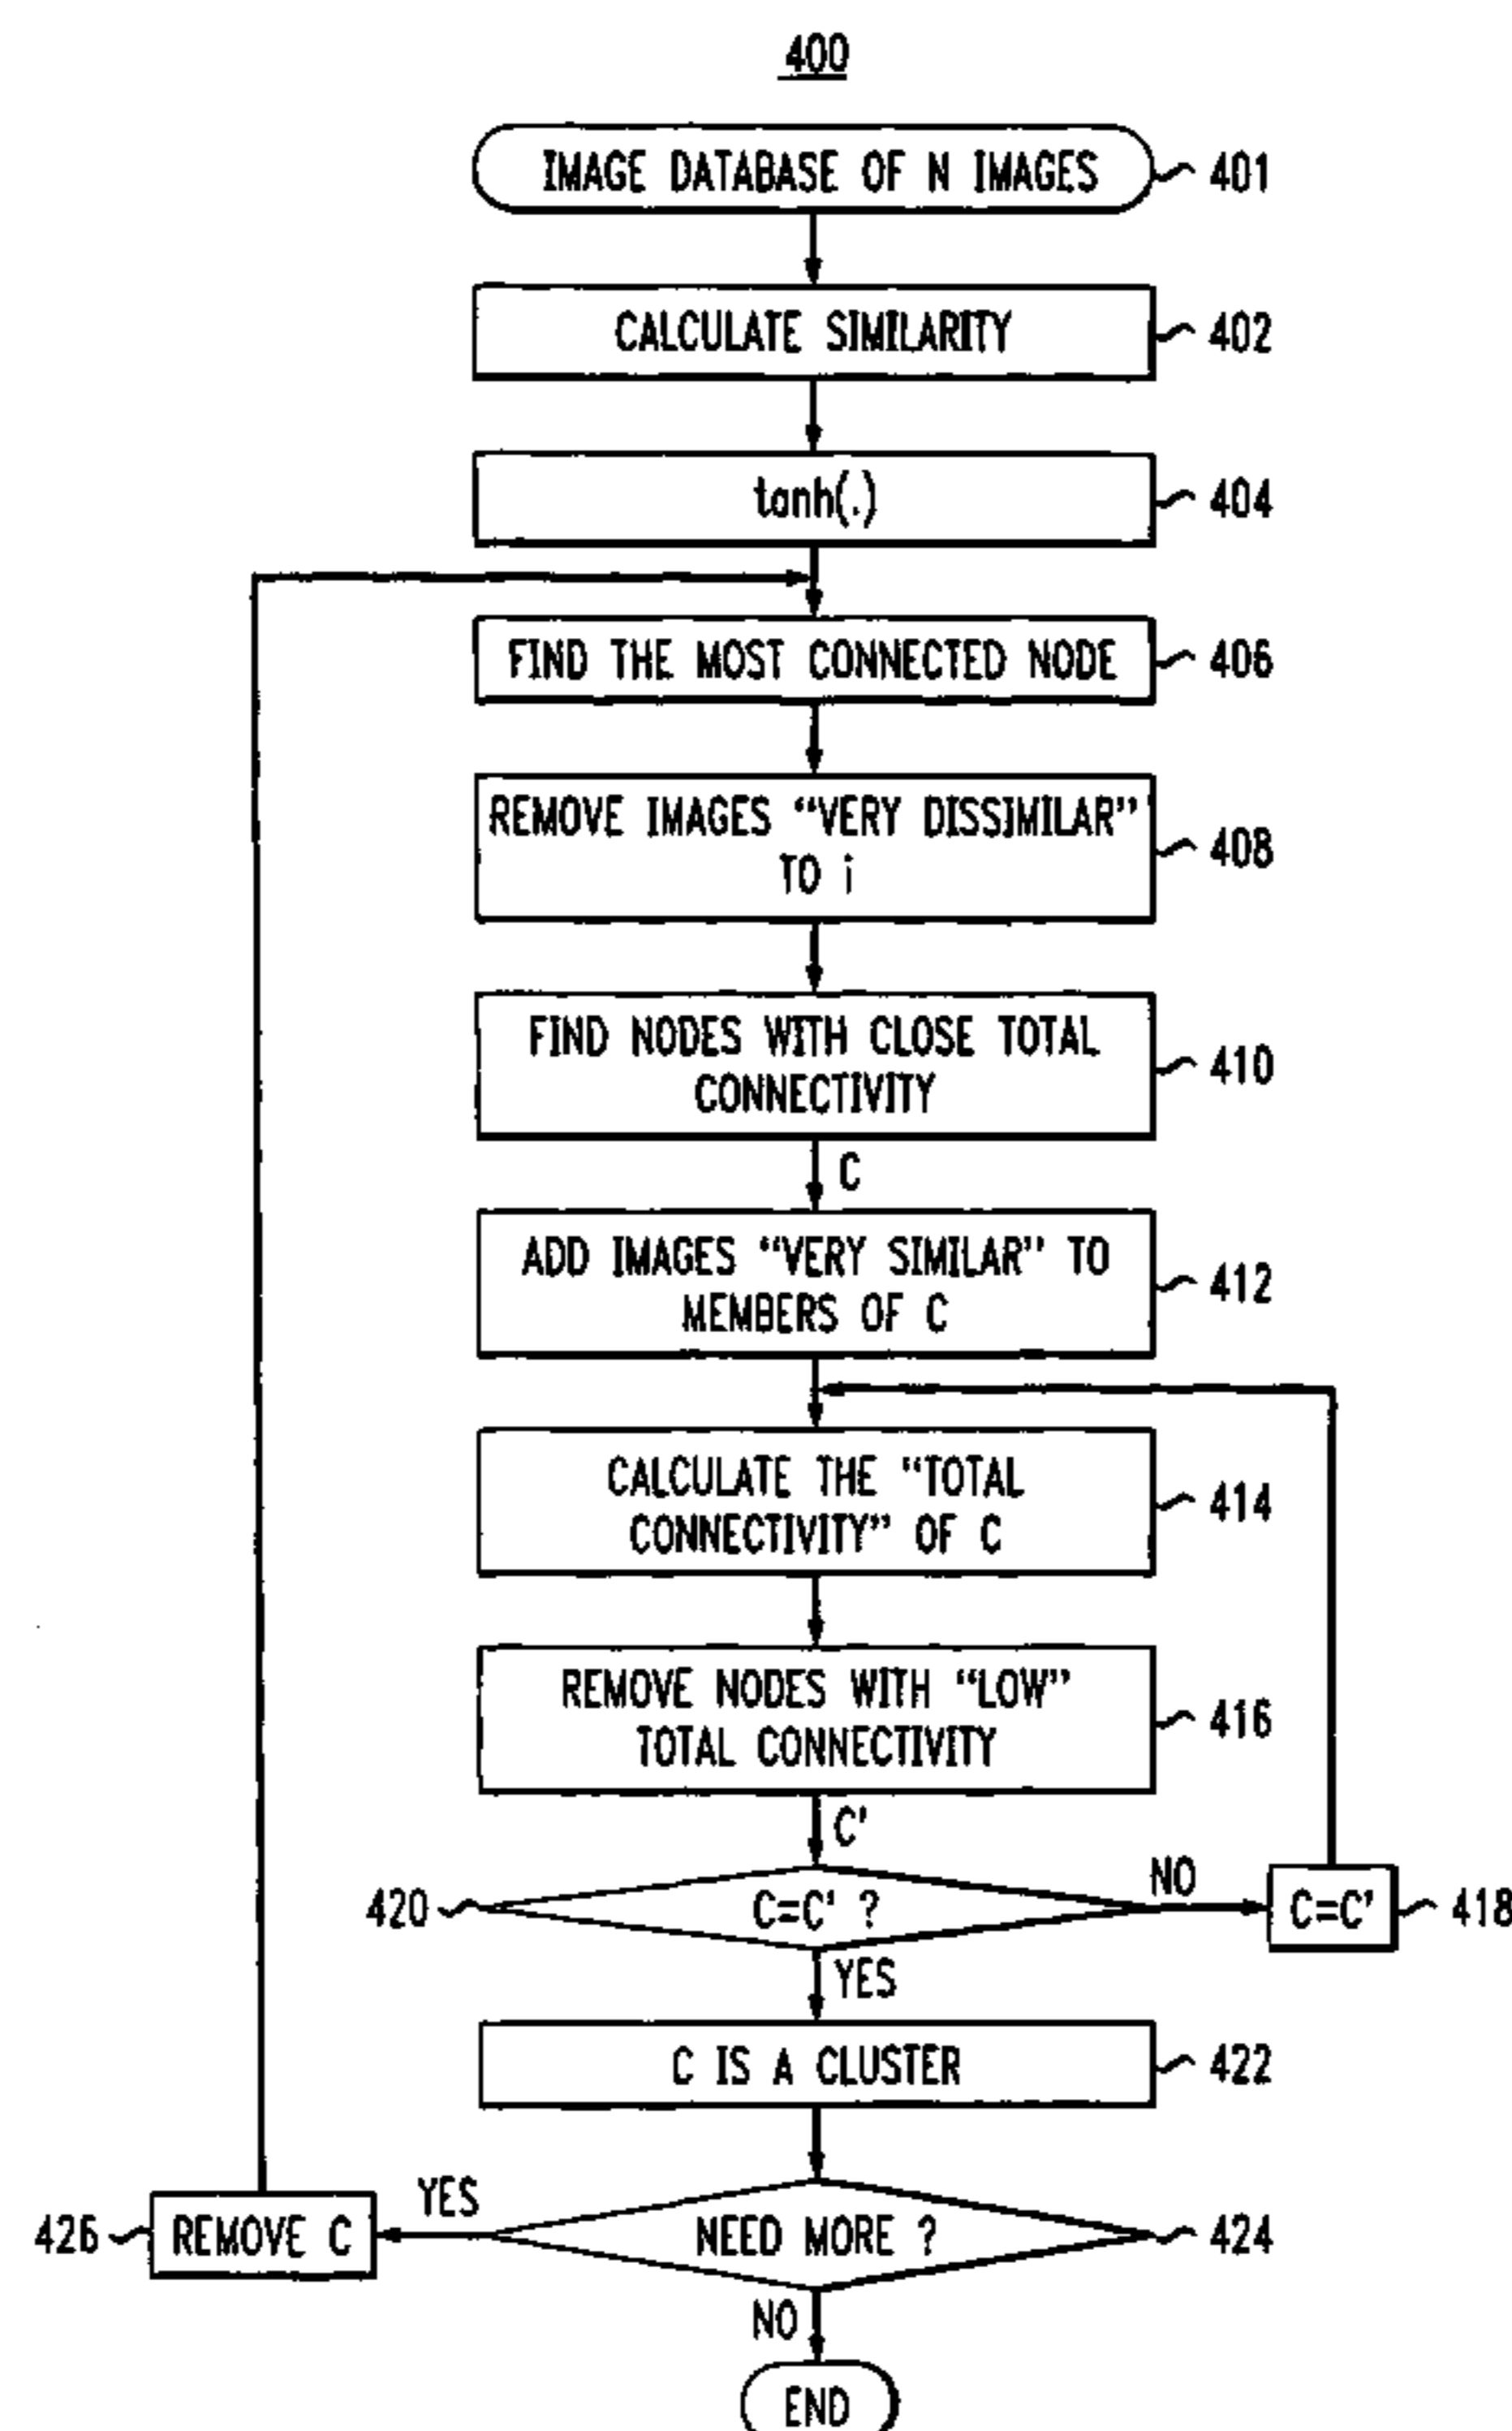 400
IMAGE DATABASE OF N IMAGES
401
CALCULATE SIMILARITY
402
tanh(.)
404
FIND THE MOST CONNECTED NODE
406
REMOVE IMAGES “VERY DISSIMILAR”
TO i
408
FIND NODES WITH CLOSE TOTAL
CONNECTIVITY
410
C
ADD IMAGES “VERY SIMILAR” TO
MEMBERS OF C
412
CALCULATE THE “TOTAL
CONNECTIVITY” OF C
414
REMOVE NODES WITH “LOW”
TOTAL CONNECTIVITY
416
C'
420
C=C' ?
NO
C=C'
418
YES
C IS A CLUSTER
422
426
REMOVE C
YES
NEED MORE ?
424
NO
END